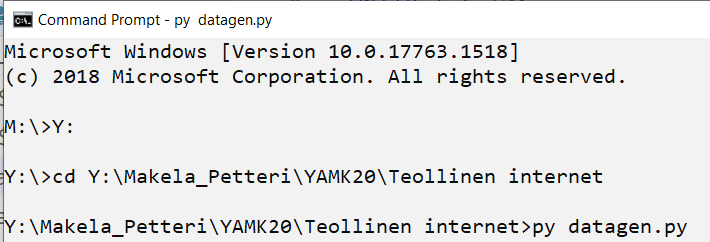 Command Prompt - py  datagen.py
Microsoft Windows [Version 10.0.17763.1518]
(c) 2018 Microsoft Corporation. All rights reserved.
M:\>Y:
Y:\>cd Y:\Makela_Petteri\YAMK20\Teollinen internet
Y:\Makela_Petteri\YAMK20\Teollinen internet>py datagen.py